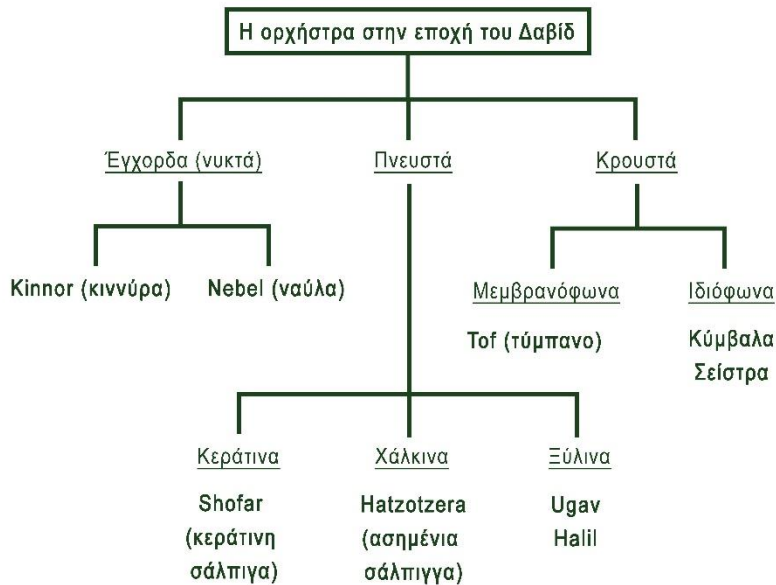 Η ορχήστρα στην εποχή του Δαβίδ
Έγχορδα (νυκτά)
Πνευστά
Κρουστά
Kinnor (κιννύρα)
Nebel (ναύλα)
Μεμβρανόφωνα
Ιδιόφωνα
Tof (τύμπανο)
Κύμβαλα
Σείστρα
Κεράτινα
Χάλκινα
Ξύλινα
Shofar
(κεράτινη
σάλπιγα)
Hatzotzera
(ασημένια
σάλπιγγα)
Ugav
Halil